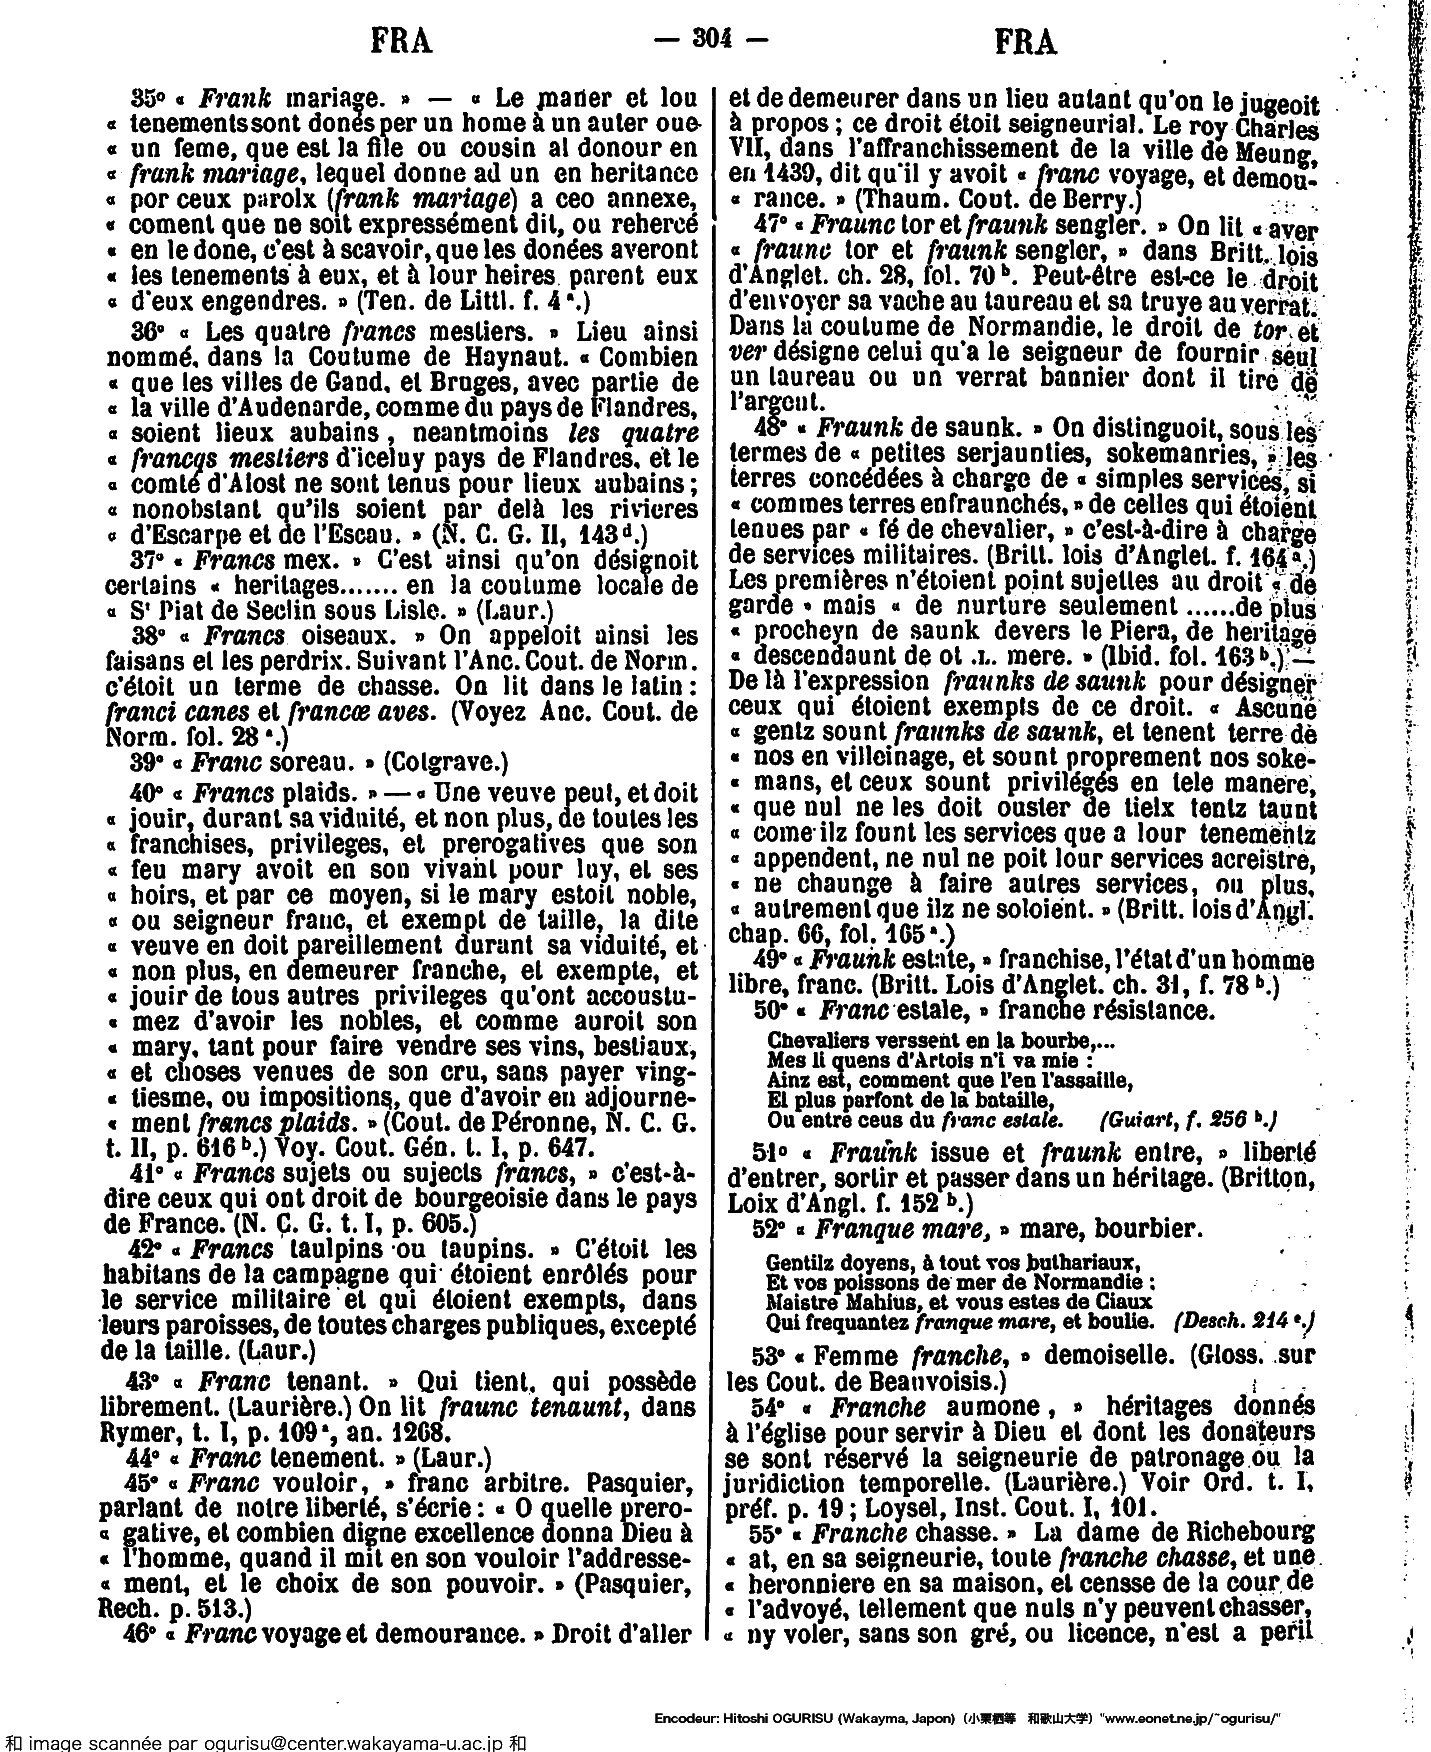 FRA — 304 — FRA
35° « Frank mariage. » — « Le maner et lou
« tenements sont donés per un home à un auter oue
« un feme, que est la file ou cousin al donour en
« frank mariage, lequel donne ad un en heritance
« por ceux parolx (frank mariage) a ceo annexe,
« coment que ne soit expressément dit, ou rehercé
« en le done, c'est à scavoir, que les donées averont
« les tenements à eux, et à lour heires parent eux
« d'eux engendres. » (Ten. de Littl. f. 4 ª.)
36° « Les quatre francs mestiers. » Lieu ainsi
nommé, dans la Coutume de Haynaut. « Combien
« que les villes de Gand, et Bruges, avec partie de
« la ville d'Audenarde, comme du pays de Flandres,
« soient lieux aubains, neantmoins les quatre
« francqs mestiers d'iceluy pays de Flandres, et le
« comté d'Alost ne sont tenus pour lieux aubains ;
« nonobstant qu'ils soient par delà les rivieres
« d'Escarpe et de l'Escau. » (N. C. G. II, 143 d.)
37° « Francs mex. » C'est ainsi qu'on désignoit
certains « heritages....... en la coutume locale de
« St Piat de Seclin sous Lisle. » (Laur.)
38° « Francs oiseaux. » On appeloit ainsi les
faisans et les perdrix. Suivant l'Anc. Cout. de Norm.
c'étoit un terme de chasse. On lit dans le latin :
franci canes et francœ aves. (Voyez Anc. Cout. de
Norm. fol. 28 ª.)
39° « Franc soreau. » (Cotgrave.)
40° « Francs plaids. » — « Une veuve peut, et doit
« jouir, durant sa viduité, et non plus, de toutes les
« franchises, privileges, et prerogatives que son
« feu mary avoit en son vivant pour luy, et ses
« hoirs, et par ce moyen, si le mary estoit noble,
« ou seigneur franc, et exempt de taille, la dite
« veuve en doit pareillement durant sa viduité, et
« non plus, en demeurer franche, et exempte, et
« jouir de tous autres privileges qu'ont accoustu-
« mez d'avoir les nobles, et comme auroit son
« mary, tant pour faire vendre ses vins, bestiaux,
« et choses venues de son cru, sans payer ving-
« tiesme, ou impositions, que d'avoir en adjourne-
« ment francs plaids. » (Cout. de Péronne, N. C. G.
t. II, p. 616 b.) Voy. Cout. Gén. t. I, p. 647.
41° « Francs sujets ou sujects francs, » c'est-à-
dire ceux qui ont droit de bourgeoisie dans le pays
de France. (N. C. G. t. I, p. 605.)
42° « Francs taulpins ou taupins. » C'étoit les
habitans de la campagne qui étoient enrôlés pour
le service militaire et qui étoient exempts, dans
leurs paroisses, de toutes charges publiques, excepté
de la taille. (Laur.)
43° « Franc tenant. » Qui tient, qui possède
librement. (Laurière.) On lit fraunc tenaunt, dans
Rymer, t. I, p. 109 ª, an. 1268.
44° « Franc tenement. » (Laur.)
45° « Franc vouloir, » franc arbitre. Pasquier,
parlant de notre liberté, s'écrie : « O quelle prero-
« gative, et combien digne excellence donna Dieu à
« l'homme, quand il mit en son vouloir l'addresse-
« ment, et le choix de son pouvoir. » (Pasquier,
Rech. p. 513.)
46° « Franc voyage et demourance. » Droit d'aller
et de demeurer dans un lieu autant qu'on le jugeoit
à propos ; ce droit étoit seigneurial. Le roy Charles
VII, dans l'affranchissement de la ville de Meung,
en 1439, dit qu'il y avoit « franc voyage, et demou-
« rance. » (Thaum. Cout. de Berry.)
47° « Fraunc tor et fraunk sengler. » On lit « aver
« fraunc tor et fraunk sengler, » dans Britt. lois
d'Anglet. ch. 28, fol. 70 b. Peut-être est-ce le droit
d'envoyer sa vache au taureau et sa truye au verrat.
Dans la coutume de Normandie, le droit de tor et
ver désigne celui qu'a le seigneur de fournir seul
un taureau ou un verrat bannier dont il tire de
l'argent.
48° « Fraunk de saunk. » On distinguoit, sous les
termes de « petites serjaunties, sokemanries, » les
terres concédées à charge de « simples services, si
« commes terres enfraunchés, » de celles qui étoient
tenues par « fé de chevalier, » c'est-à-dire à charge
de services militaires. (Britt. lois d'Anglet. f. 164 ª.)
Les premières n'étoient point sujettes au droit « de
garde » mais « de nurture seulement ......de plus
« procheyn de saunk devers le Piera, de heritage
« descendaunt de ot .L. mere. » (Ibid. fol. 163 b.) —
De là l'expression fraunks de saunk pour désigner
ceux qui étoient exempts de ce droit. « Ascune
« gentz sount fraunks de saunk, et tenent terre de
« nos en villeinage, et sount proprement nos soke-
« mans, et ceux sount privilégés en tele manere,
« que nul ne les doit ouster de tielx tentz taunt
« come ilz fount les services que a lour tenementz
« appendent, ne nul ne poit lour services acreistre,
« ne chaunge à faire autres services, ou plus,
« autrement que ilz ne soloient. » (Britt. lois d'Angl.
chap. 66, fol. 165 ª.)
49° « Fraunk estate, » franchise, l'état d'un homme
libre, franc. (Britt. Lois d'Anglet. ch. 31, f. 78 b.)
50° « Franc estale, » franche résistance.
Chevaliers verssent en la bourbe,...
Mes li quens d'Artois n'i va mie :
Ainz est, comment que l'en l'assaille,
El plus parfont de la bataille,
Ou entre ceus du franc estale. (Guiart, f. 256 b.)
51° « Fraunk issue et fraunk entre, » liberté
d'entrer, sortir et passer dans un héritage. (Britton,
Loix d'Angl. f. 152 b.)
52° « Franque mare, » mare, bourbier.
Gentilz doyens, à tout vos buthariaux,
Et vos poissons de mer de Normandie :
Maistre Mahius, et vous estes de Ciaux
Qui frequantez franque mare, et boulie. (Desch. 214 c.)
53° « Femme franche, » demoiselle. (Gloss. sur
les Cout. de Beauvoisis.)
54° « Franche aumone, » héritages donnés
à l'église pour servir à Dieu et dont les donateurs
se sont réservé la seigneurie de patronage ou la
juridiction temporelle. (Laurière.) Voir Ord. t. I,
préf. p. 19 ; Loysel, Inst. Cout. I, 101.
55° « Franche chasse. » La dame de Richebourg
« at, en sa seigneurie, toute franche chasse, et une
« heronniere en sa maison, et censse de la cour de
« l'advoyé, tellement que nuls n'y peuvent chasser,
« ny voler, sans son gré, ou licence, n'est a peril
Encodeur: Hitoshi OGURISU (Wakayma, Japon) (小栗栖等 和歌山大学) "www.eonet.ne.jp/~ogurisu/"
和 image scannée par ogurisu@center.wakayama-u.ac.jp 和